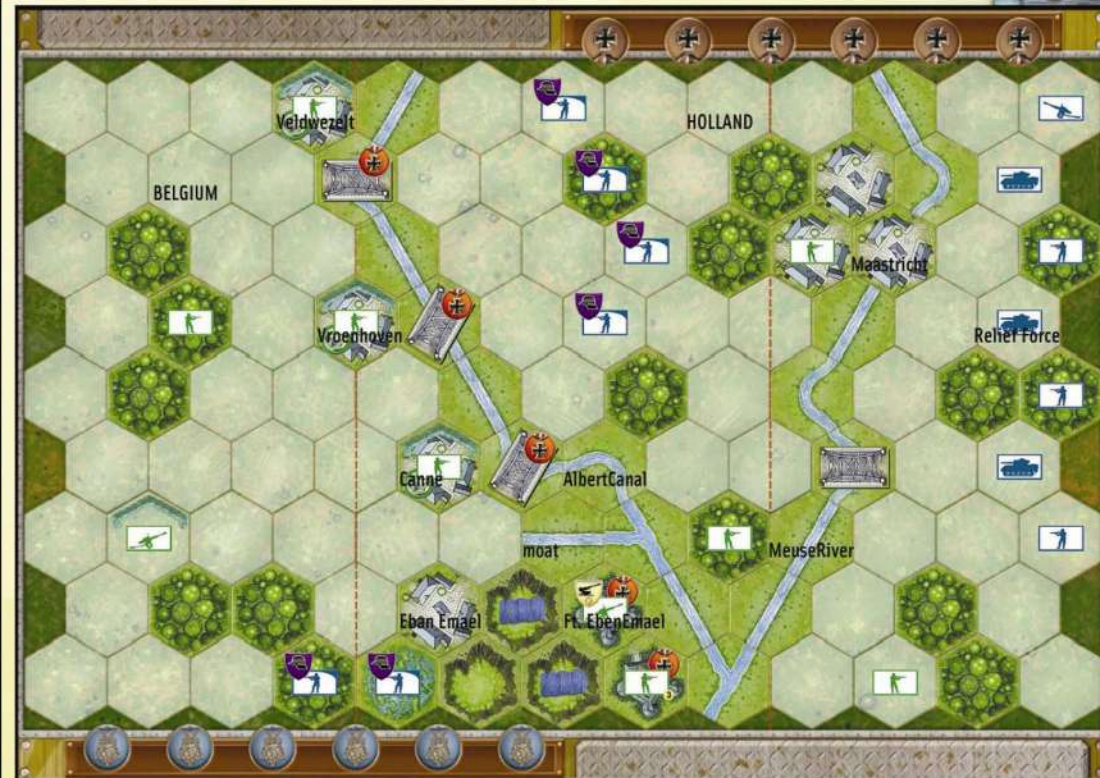 Veldwezelt
HOLLAND
BELGIUM
Maastricht
Vroenhoven
Relief Force
Canne
AlbertCanal
moat
MeuseRiver
Eban Emael
Ft. EbenEmael